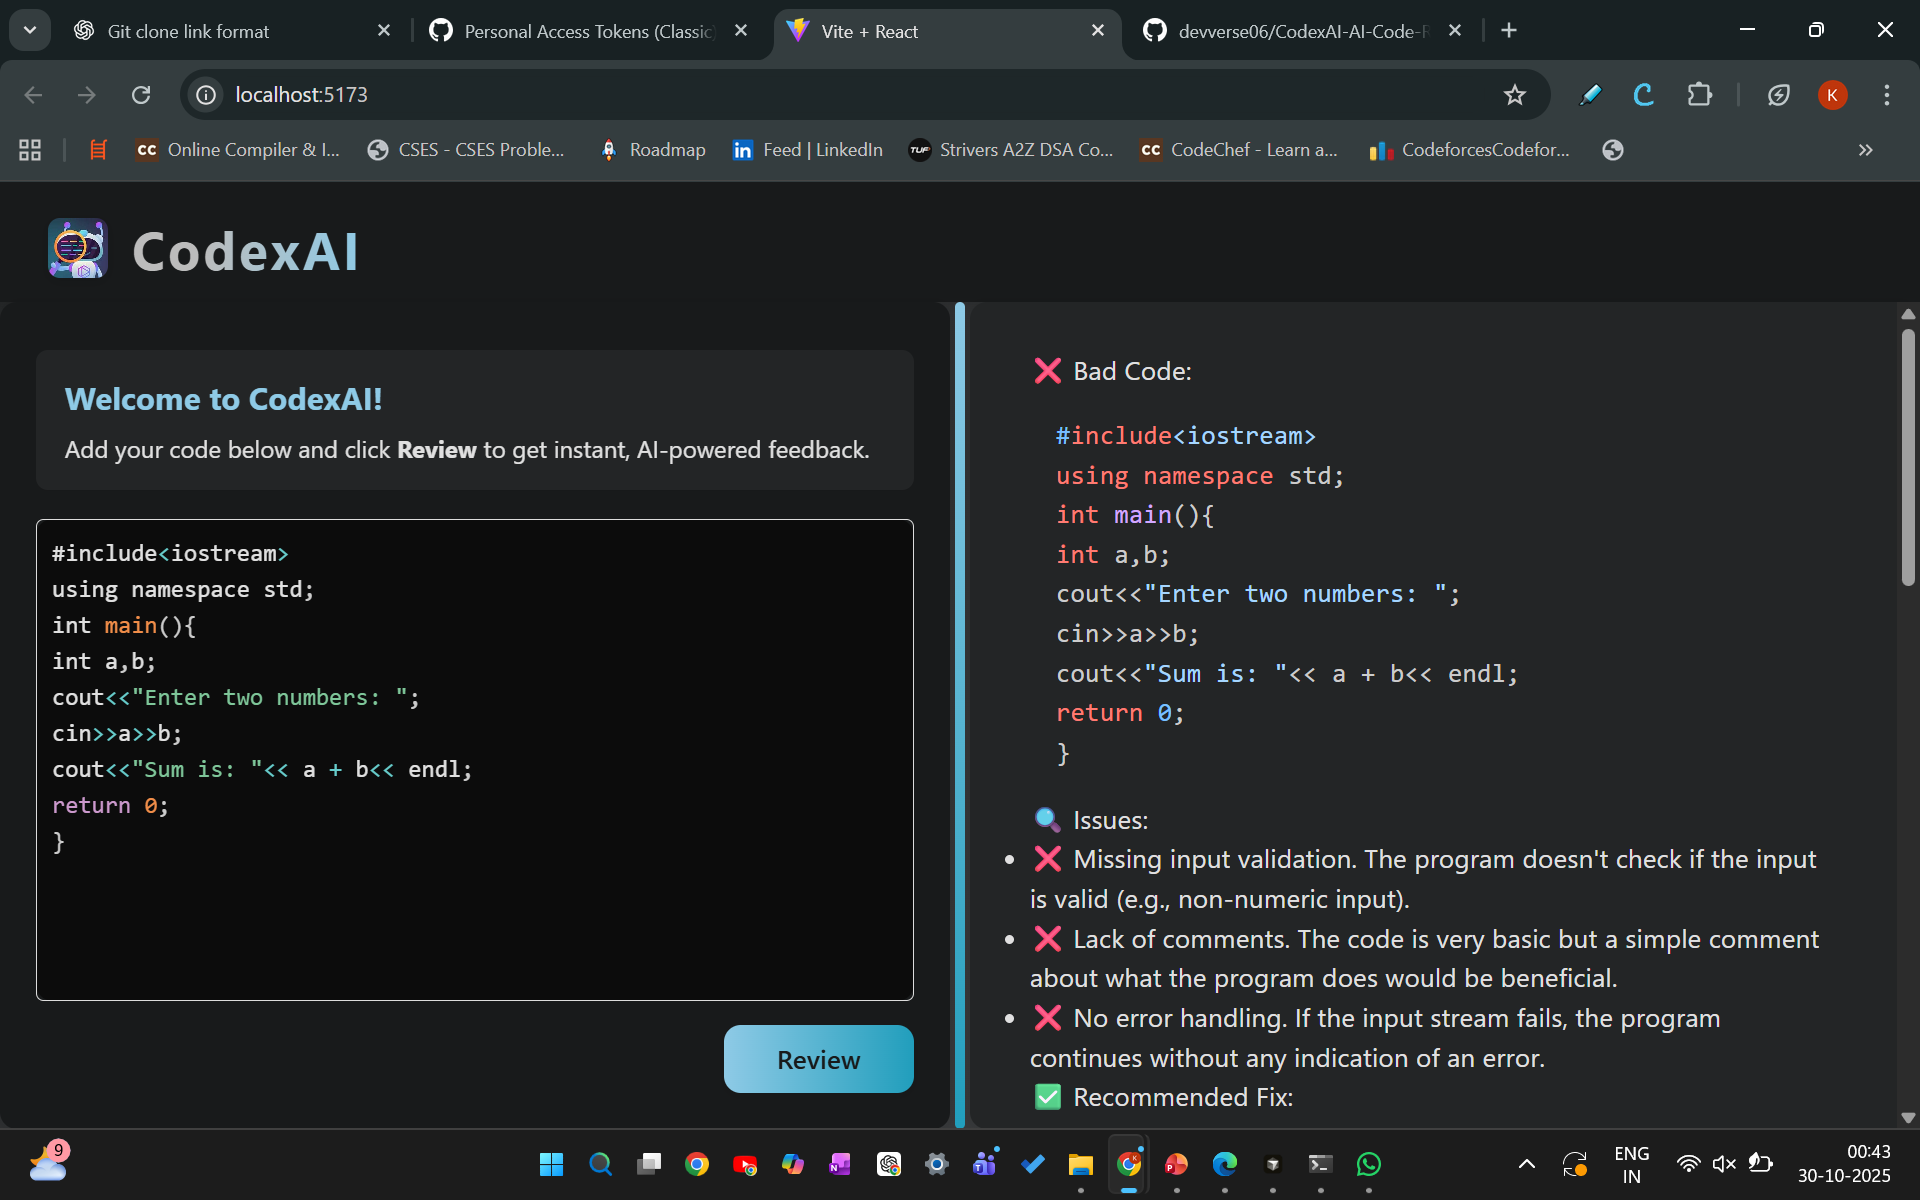 Git clone link format
Personal Access Tokens (Classic)
Vite + React
devverse06/CodexAI-AI-Code-R
localhost:5173
K
CC Online Compiler & I...
CSES - CSES Proble...
Roadmap
in Feed | LinkedIn
TUF Strivers A2Z DSA Co...
CC CodeChef - Learn a...
CodeforcesCodefor...
CodexAI
Welcome to CodexAI!
Add your code below and click Review to get instant, AI-powered feedback.
#include<iostream>
using namespace std;
int main(){
int a,b;
cout<<"Enter two numbers: ";
cin>>a>>b;
cout<<"Sum is: "<< a + b<< endl;
return 0;
}
Review
❌ Bad Code:
#include<iostream>
using namespace std;
int main(){
int a,b;
cout<<"Enter two numbers: ";
cin>>a>>b;
cout<<"Sum is: "<< a + b<< endl;
return 0;
}
🔍 Issues:
• ❌ Missing input validation. The program doesn't check if the input
is valid (e.g., non-numeric input).
• ❌ Lack of comments. The code is very basic but a simple comment
about what the program does would be beneficial.
• ❌ No error handling. If the input stream fails, the program
continues without any indication of an error.
✅ Recommended Fix:
9
ENG
IN
00:43
30-10-2025